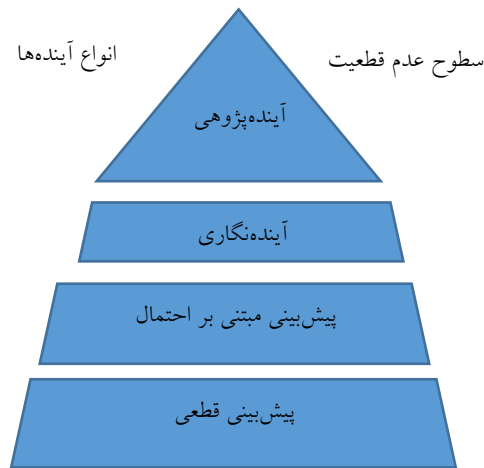 سطوح عدم قطعیت
انواع آینده‌ها
آینده‌پژوهی
آینده‌نگاری
پیش‌بینی مبتنی بر احتمال
پیش‌بینی قطعی